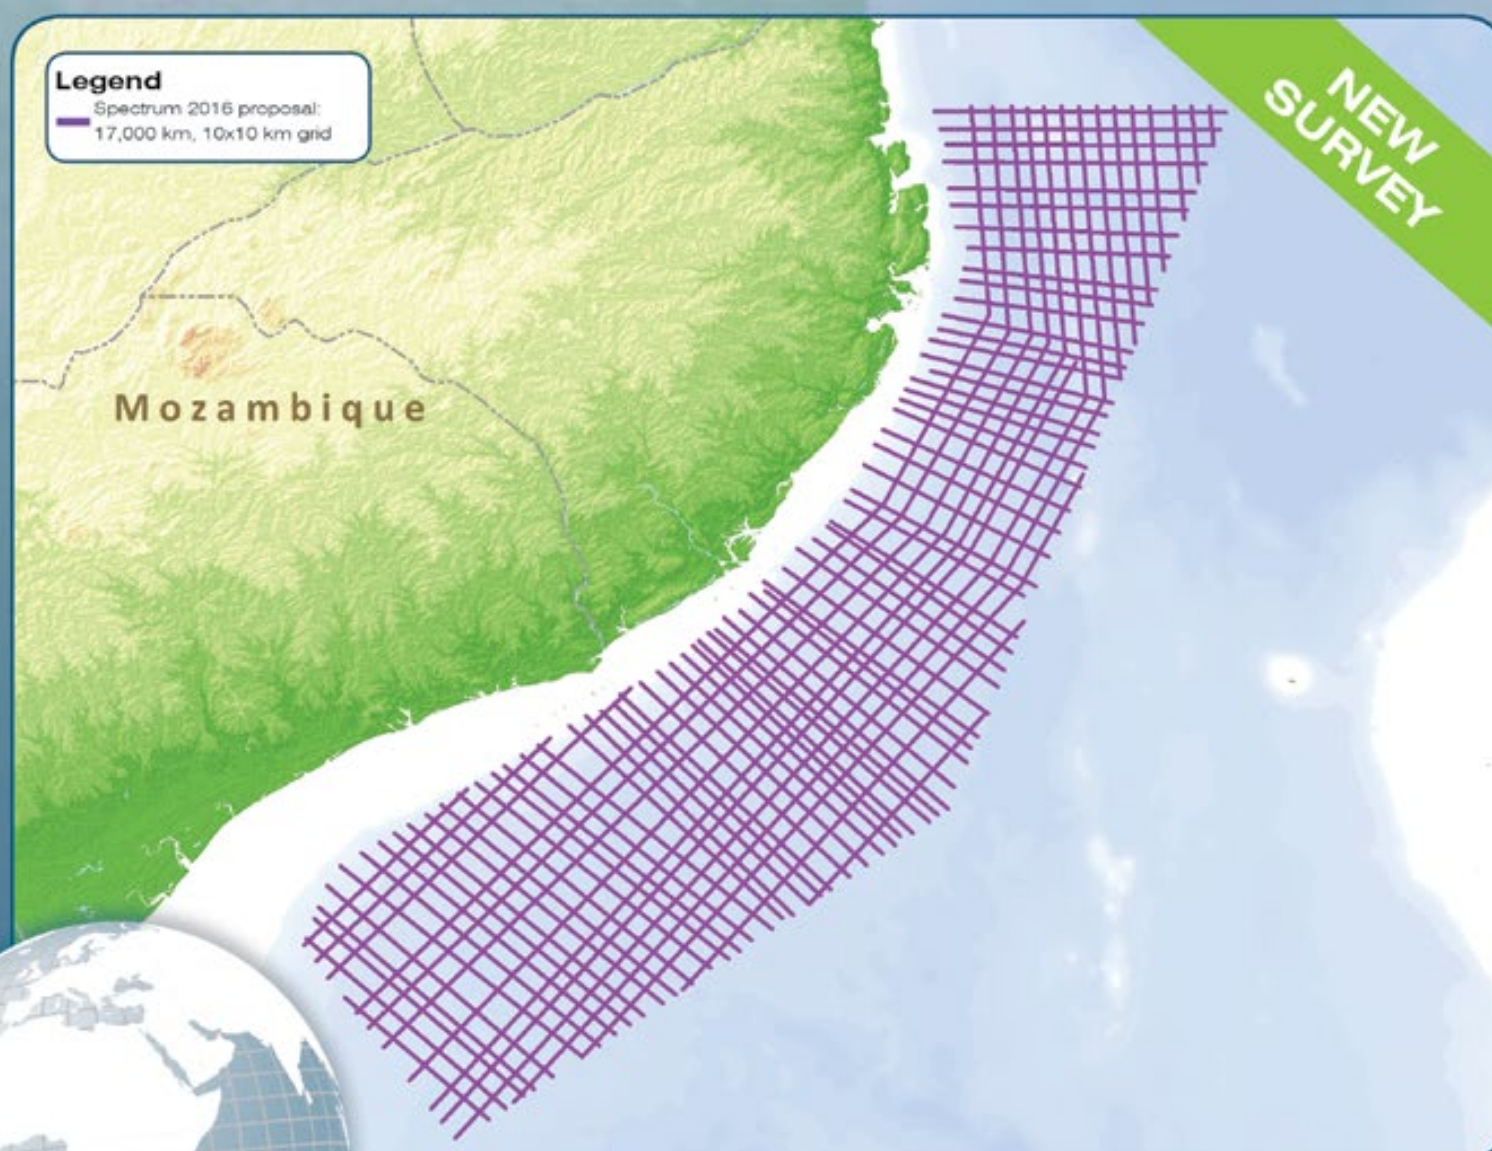 Legend
Spectrum 2016 proposal:
17,000 km, 10x10 km grid
NEW
SURVEY
Mozambique